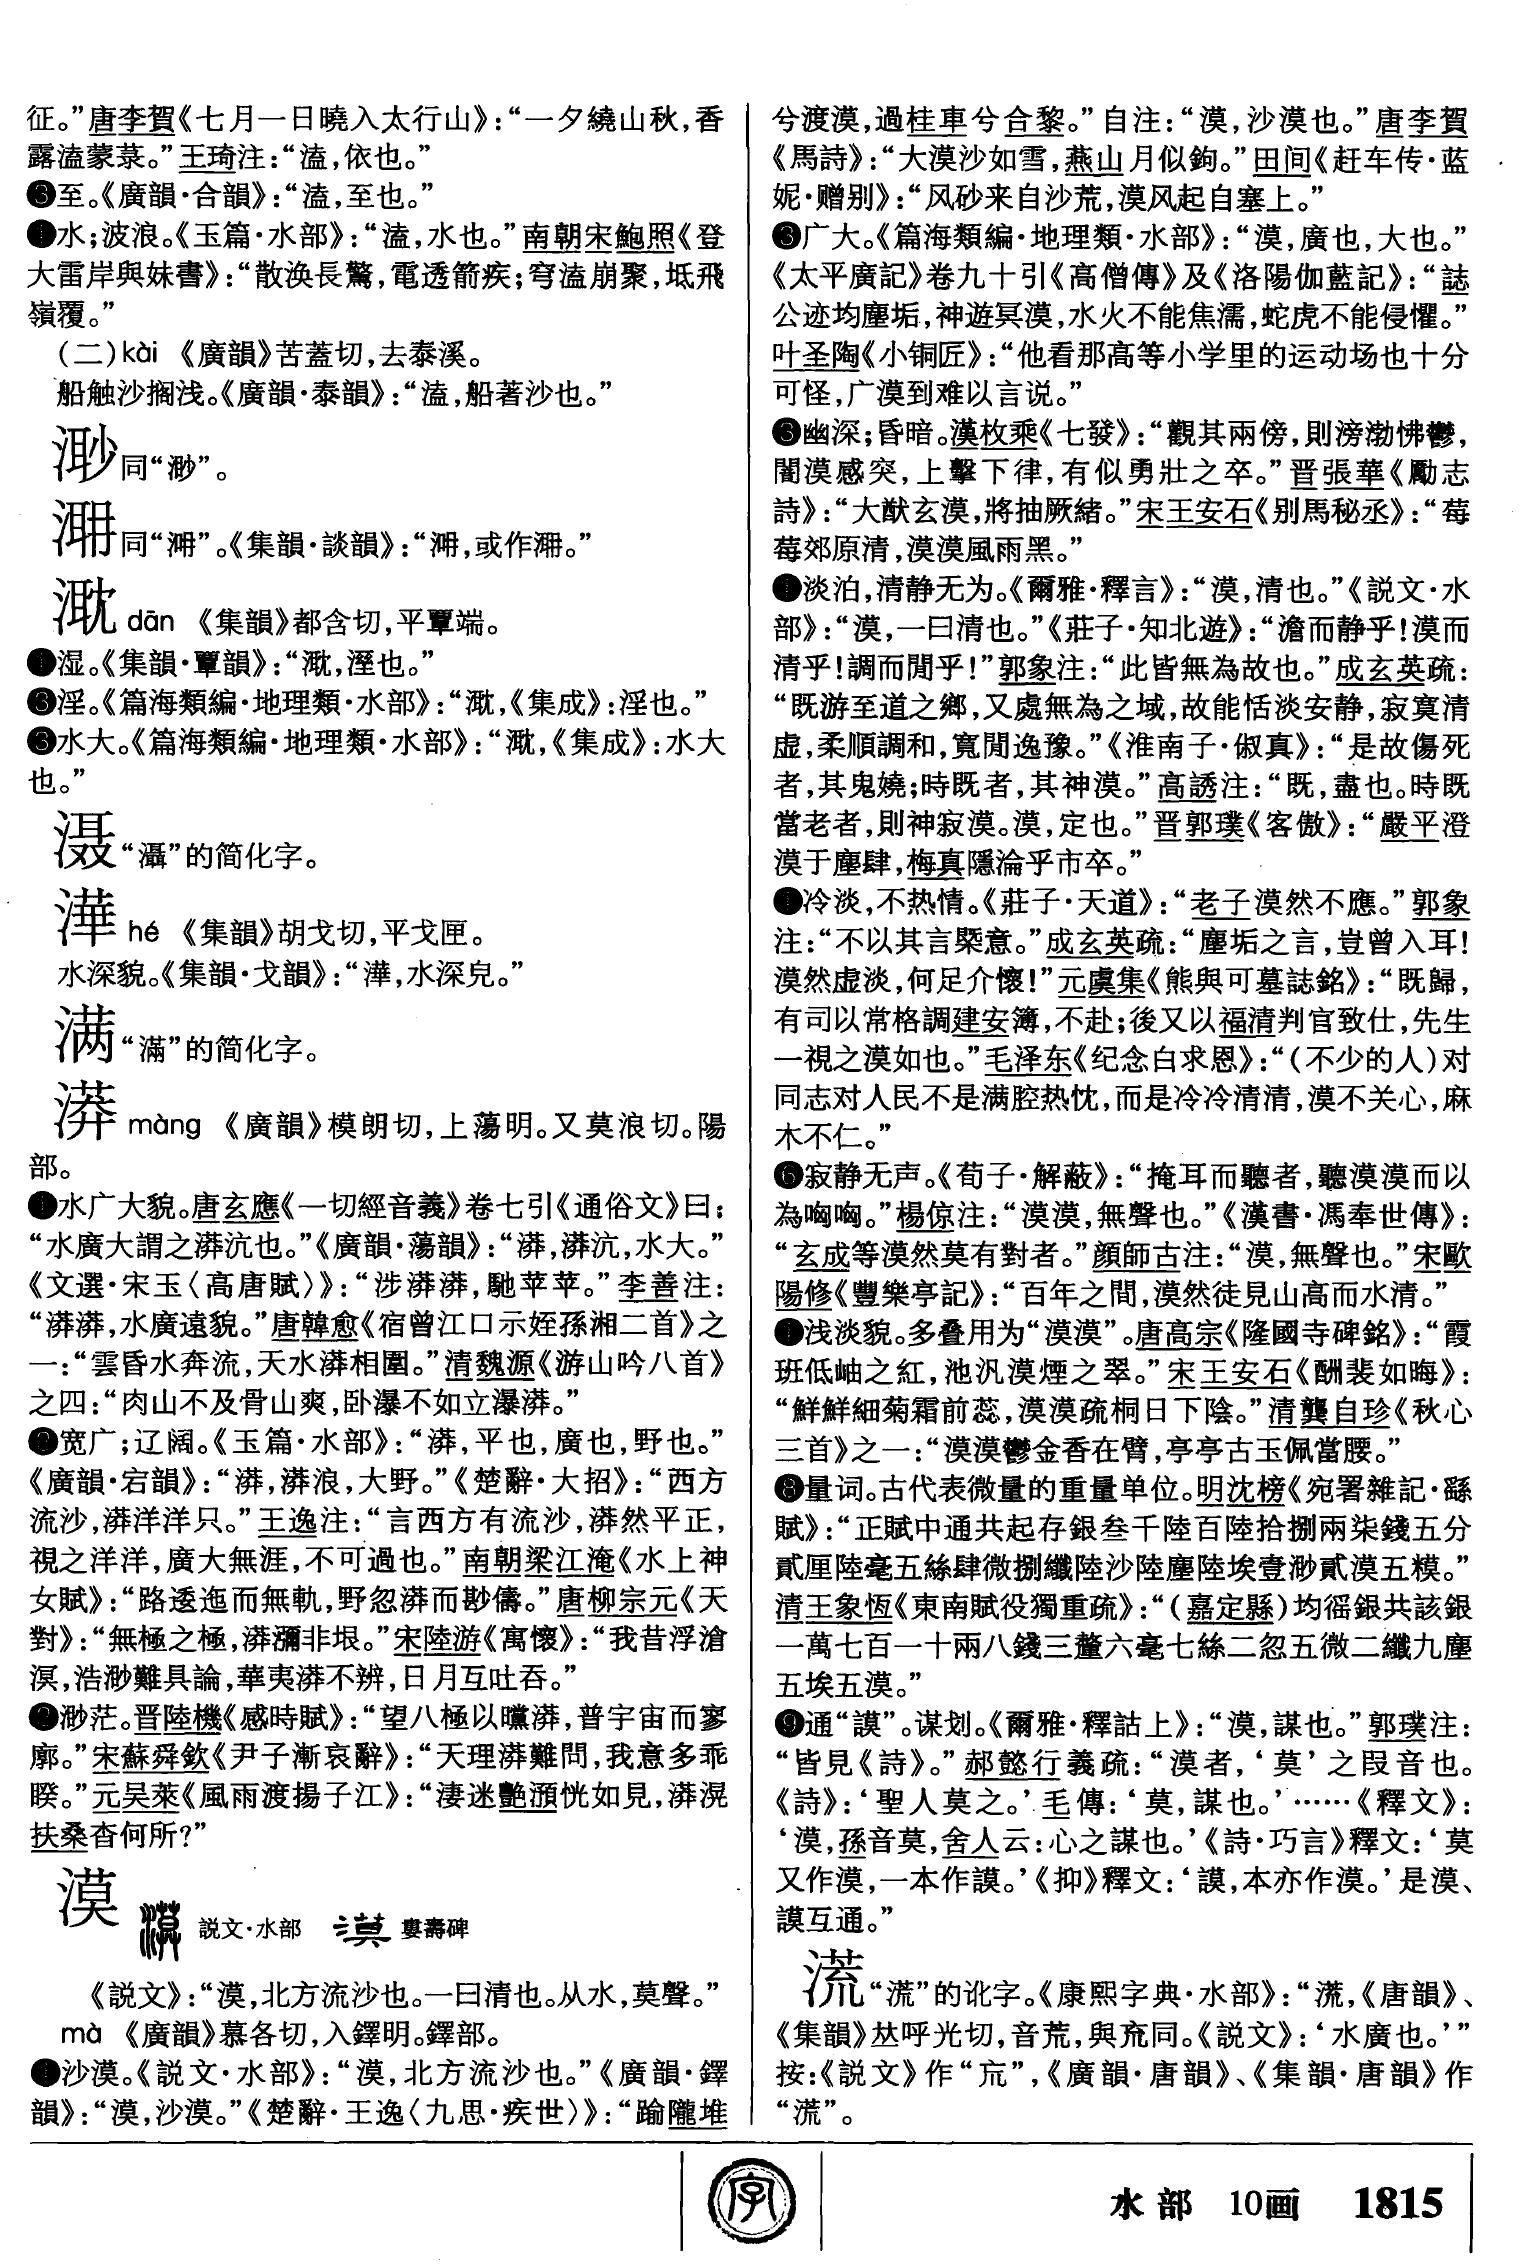 征。”唐李賀《七月一日曉入太行山》：“一夕繞山秋，香
露溘蒙菉。”王琦注：“溘，依也。”
❸至。《廣韻·合韻》：“溘，至也。”
❹水；波浪。《玉篇·水部》：“溘，水也。”南朝宋鮑照《登
大雷岸與妹書》：“散渙長驚，電透箭疾；穹溘崩聚，坻飛
嶺覆。”
（二）kài 《廣韻》苦蓋切，去泰溪。
船触沙搁浅。《廣韻·泰韻》：“溘，船著沙也。”
同“渺”。
同“𣶏”。《集韻·談韻》：“
dān 《集韻》都含切，平覃端。
❶湿。《集韻·覃韻》：“，溼也。”
❷淫。《篇海類編·地理類·水部》：“，《集成》：淫也。”
❸水大。《篇海類編·地理類·水部》：“，《集成》：水大
也。”
滠“灄”的简化字。
澕 hé 《集韻》胡戈切，平戈匣。
水深貌。《集韻·戈韻》：“澕，水深皃。”
满“滿”的简化字。
漭 màng 《廣韻》模朗切，上蕩明。又莫浪切。陽
部。
❶水广大貌。唐玄應《一切經音義》卷七引《通俗文》曰：
“水廣大謂之漭沆也。”《廣韻·蕩韻》：“漭，漭沆，水大。”
《文選·宋玉〈高唐賦〉》：“涉漭漭，馳苹苹。”李善注：
“漭漭，水廣遠貌。”唐韓愈《宿曾江口示姪孫湘二首》之
一：“雲昏水奔流，天水漭相圍。”清魏源《游山吟八首》
之四：“肉山不及骨山爽，卧瀑不如立瀑漭。”
❷宽广；辽阔。《玉篇·水部》：“漭，平也，廣也，野也。”
《廣韻·宕韻》：“漭，漭浪，大野。”《楚辭·大招》：“西方
流沙，漭洋洋只。”王逸注：“言西方有流沙，漭然平正，
視之洋洋，廣大無涯，不可過也。”南朝梁江淹《水上神
女賦》：“路逶迤而無軌，野忽漭而尟儔。”唐柳宗元《天
對》：“無極之極，漭瀰非垠。”宋陸游《寓懷》：“我昔浮滄
溟，浩渺難具論，華夷漭不辨，日月互吐吞。”
❸渺茫。晋陸機《感時賦》：“望八極以曭漭，普宇宙而寥
廓。”宋蘇舜欽《尹子漸哀辭》：“天理漭難問，我意多乖
睽。”元吴萊《風雨渡揚子江》：“淒迷艷澦恍如見，漭滉
扶桑杳何所？”
漠 説文·水部 婁壽碑
《説文》：“漠，北方流沙也。一曰清也。从水，莫聲。”
mò 《廣韻》慕各切，入鐸明。鐸部。
❶沙漠。《説文·水部》：“漠，北方流沙也。”《廣韻·鐸
韻》：“漠，沙漠。”《楚辭·王逸〈九思·疾世〉》：“踰隴堆
兮渡漠，過桂車兮合黎。”自注：“漠，沙漠也。”唐李賀
《馬詩》：“大漠沙如雪，燕山月似鉤。”田间《赶车传·蓝
妮·赠别》：“风砂来自沙荒，漠风起自塞上。”
❷广大。《篇海類編·地理類·水部》：“漠，廣也，大也。”
《太平廣記》卷九十引《高僧傳》及《洛陽伽藍記》：“誌
公迹均塵垢，神遊冥漠，水火不能焦濡，蛇虎不能侵懼。”
叶圣陶《小铜匠》：“他看那高等小学里的运动场也十分
可怪，广漠到难以言说。”
❸幽深；昏暗。漢枚乘《七發》：“觀其兩傍，則滂渤怫鬱，
闇漠感突，上擊下律，有似勇壯之卒。”晋張華《勵志
詩》：“大猷玄漠，將抽厥緒。”宋王安石《别馬秘丞》：“莓
莓郊原清，漠漠風雨黑。”
❹淡泊，清静无为。《爾雅·釋言》：“漠，清也。”《説文·水
部》：“漠，一曰清也。”《莊子·知北遊》：“澹而静乎！漠而
清乎！調而閒乎！”郭象注：“此皆無為故也。”成玄英疏：
“既游至道之鄉，又處無為之域，故能恬淡安静，寂寞清
虚，柔順調和，寬閒逸豫。”《淮南子·俶真》：“是故傷死
者，其鬼嬈；時既者，其神漠。”高誘注：“既，盡也。時既
當老者，則神寂漠。漠，定也。”晋郭璞《客傲》：“嚴平澄
漠于塵肆，梅真隱淪乎市卒。”
❺冷淡，不热情。《莊子·天道》：“老子漠然不應。”郭象
注：“不以其言槩意。”成玄英疏：“塵垢之言，豈曾入耳！
漠然虚淡，何足介懷！”元虞集《熊與可墓誌銘》：“既歸，
有司以常格調建安簿，不赴；後又以福清判官致仕，先生
一視之漠如也。”毛泽东《纪念白求恩》：“（不少的人）对
同志对人民不是满腔热忱，而是冷冷清清，漠不关心，麻
木不仁。”
❻寂静无声。《荀子·解蔽》：“掩耳而聽者，聽漠漠而以
為哅哅。”楊倞注：“漠漠，無聲也。”《漢書·馮奉世傳》：
“玄成等漠然莫有對者。”顔師古注：“漠，無聲也。”宋歐
陽修《豐樂亭記》：“百年之間，漠然徒見山高而水清。”
❼浅淡貌。多叠用为“漠漠”。唐高宗《隆國寺碑銘》：“霞
班低岫之紅，池汎漠煙之翠。”宋王安石《酬裴如晦》：
“鮮鮮細菊霜前蕊，漠漠疏桐日下陰。”清龔自珍《秋心
三首》之一：“漠漠鬱金香在臂，亭亭古玉佩當腰。”
❽量词。古代表微量的重量单位。明沈榜《宛署雜記·繇
賦》：“正賦中通共起存銀叁千陸百陸拾捌兩柒錢五分
貳厘陸毫五絲肆微捌纖陸沙陸塵陸埃壹渺貳漠五模。”
清王象恆《東南賦役獨重疏》：“（嘉定縣）均徭銀共該銀
一萬七百一十兩八錢三釐六毫七絲二忽五微二纖九塵
五埃五漠。”
❾通“謨”。谋划。《爾雅·釋詁上》：“漠，謀也。”郭璞注：
“皆見《詩》。”郝懿行義疏：“漠者，‘莫’之叚音也。
《詩》：‘聖人莫之。’毛傳：‘莫，謀也。’……《釋文》：
‘漠，孫音莫，舍人云：心之謀也。’《詩·巧言》釋文：‘莫
又作漠，一本作謨。’《抑》釋文：‘謨，本亦作漠。’是漠、
謨互通。”
“㵃”的讹字。《康熙字典·水部》：“，《唐韻》、
《集韻》𠀤呼光切，音荒，與㐬同。《説文》：‘水廣也。’”
按：《説文》作“巟”，《廣韻·唐韻》、《集韻·唐韻》作
“㵃”。
字
水部 10画 1815